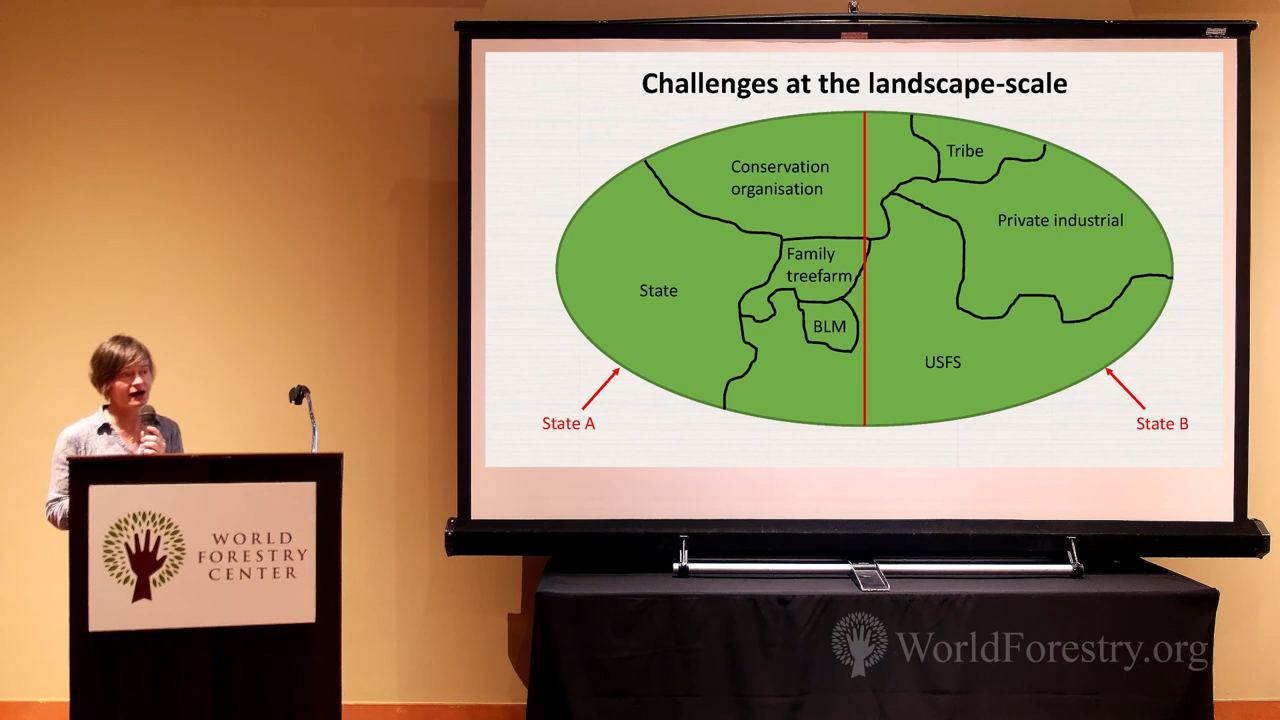 Challenges at the landscape-scale
Conservation
organisation
Tribe
Private industrial
Family
treefarm
State
BLM
USFS
State A
State B
WORLD
FORESTRY
CENTER
WorldForestry.org